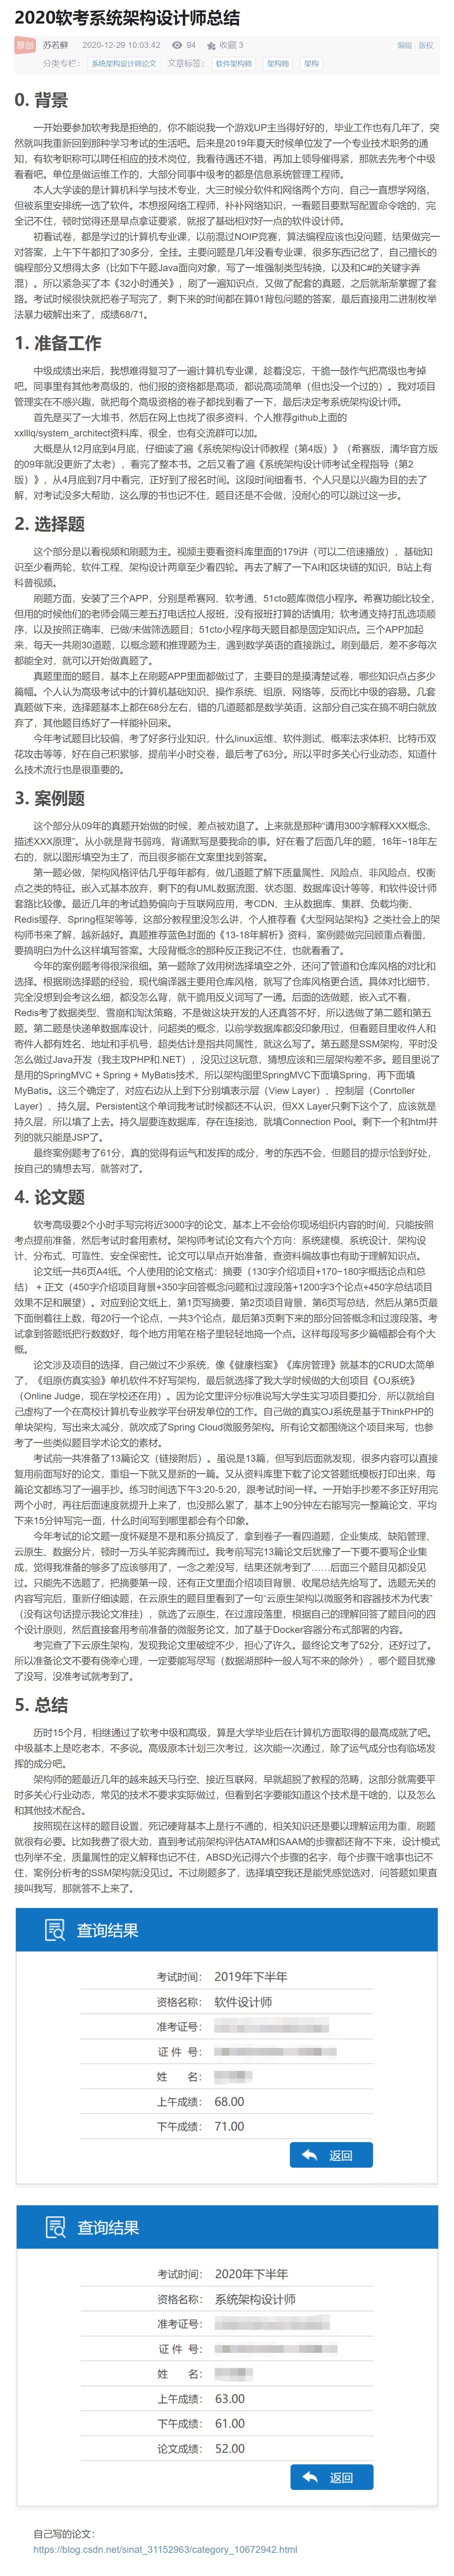 2020软考系统架构设计师总结
原创 苏若藓 2020-12-29 10:03:42 94 收藏 3 编辑 版权
分类专栏： 系统架构设计师论文 文章标签： 软件架构师 架构师 架构
0. 背景
一开始要参加软考我是拒绝的，你不能说我一个游戏UP主当得好好的，毕业工作也有几年了，突
然就叫我重新回到那种学习考试的生活吧。后来是2019年夏天时候单位发了一个专业技术职务的通
知，有软考职称可以聘任相应的技术岗位，我看待遇还不错，再加上领导催得紧，那就去先考个中级
看看吧。单位是做运维工作的，大部分同事中级考的都是信息系统管理工程师。
本人大学读的是计算机科学与技术专业，大三时候分软件和网络两个方向，自己一直想学网络，
但被系里安排统一选了软件。本想报网络工程师，补补网络知识，一看题目要默写配置命令啥的，完
全记不住，顿时觉得还是早点拿证要紧，就报了基础相对好一点的软件设计师。
初看试卷，都是学过的计算机专业课，以前混过NOIP竞赛，算法编程应该也没问题，结果做完一
对答案，上午下午都扣了30多分，全挂。主要问题是几年没看专业课，很多东西记岔了，自己擅长的
编程部分又想得太多（比如下午题Java面向对象，写了一堆强制类型转换，以及和C#的关键字弄
混）。所以紧急买了本《32小时通关》，刷了一遍知识点，又做了配套的真题，之后就渐渐掌握了套
路。考试时候很快就把卷子写完了，剩下来的时间都在算01背包问题的答案，最后直接用二进制枚举
法暴力破解出来了，成绩68/71。
1. 准备工作
中级成绩出来后，我想难得复习了一遍计算机专业课，趁着没忘，干脆一鼓作气把高级也考掉
吧。同事里有其他考高级的，他们报的资格都是高项，都说高项简单（但也没一个过的）。我对项目
管理实在不感兴趣，就把每个高级资格的卷子都找到看了一下，最后决定考系统架构设计师。
首先是买了一大堆书，然后在网上也找了很多资料，个人推荐github上面的
xxlllq/system_architect资料库，很全，也有交流群可以加。
大概是从12月底到4月底，仔细读了遍《系统架构设计师教程（第4版）》（希赛版，清华官方版
的09年就没更新了太老），看完了整本书。之后又看了遍《系统架构设计师考试全程指导（第2
版）》，从4月底到7月中看完，正好到了报名时间。这段时间细看书，个人只是以兴趣为目的去了
解，对考试没多大帮助，这么厚的书也记不住，题目还是不会做，没耐心的可以跳过这一步。
2. 选择题
这个部分是以看视频和刷题为主。视频主要看资料库里面的179讲（可以二倍速播放），基础知
识至少看两轮，软件工程、架构设计两章至少看四轮。再去了解了一下AI和区块链的知识，B站上有
科普视频。
刷题方面，安装了三个APP，分别是希赛网、软考通、51cto题库微信小程序。希赛功能比较全，
但用的时候他们的老师会隔三差五打电话拉人报班，没有报班打算的话慎用；软考通支持打乱选项顺
序，以及按照正确率、已做/未做筛选题目；51cto小程序每天题目都是固定知识点。三个APP加起
来，每天一共刷30道题，以概念题和推理题为主，遇到数学英语的直接跳过。刷到最后，差不多每次
都能全对，就可以开始做真题了。
真题里面的题目，基本上在刷题APP里面都做过了，主要目的是摸清楚试卷，哪些知识点占多少
篇幅。个人认为高级考试中的计算机基础知识、操作系统、组原、网络等，反而比中级的容易。几套
真题做下来，选择题基本上都在68分左右，错的几道题都是数学英语，这部分自己实在搞不明白就放
弃了，其他题目练好了一样能补回来。
今年考试题目比较偏，考了好多行业知识，什么linux运维、软件测试、概率法求体积、比特币双
花攻击等等，好在自己积累够，提前半小时交卷，最后考了63分。所以平时多关心行业动态，知道什
么技术流行也是很重要的。
3. 案例题
这个部分从09年的真题开始做的时候，差点被劝退了。上来就是那种“请用300字解释XXX概念、
描述XXX原理”。从小就是背书弱鸡，背诵默写是要我命的事。好在看了后面几年的题，16年~18年左
右的，就以图形填空为主了，而且很多能在文案里找到答案。
第一题必做，架构风格评估几乎每年都有，做几道题了解下质量属性、风险点、非风险点、权衡
点之类的特征。嵌入式基本放弃，剩下的有UML数据流图、状态图、数据库设计等等，和软件设计师
套路比较像。最近几年的考试趋势偏向于互联网应用，考CDN、主从数据库、集群、负载均衡、
Redis缓存、Spring框架等等，这部分教程里没怎么讲，个人推荐看《大型网站架构》之类社会上的架
构师书来了解，越新越好。真题推荐蓝色封面的《13-18年解析》资料，案例题做完回顾重点看图，
要搞明白为什么这样填写答案。大段背概念的那种反正我记不住，也就看看了。
今年的案例题考得很深很细。第一题除了效用树选择填空之外，还问了管道和仓库风格的对比和
选择。根据刷选择题的经验，现代编译器主要用仓库风格，就写了仓库风格更合适。具体对比细节，
完全没想到会考这么细，都没怎么背，就干脆用反义词写了一通。后面的选做题，嵌入式不看，
Redis考了数据类型、雪崩和淘汰策略，不是做这块开发的人还真答不好，所以选做了第二题和第五
题。第二题是快递单数据库设计，问超类的概念，以前学数据库都没印象用过，但看题目里收件人和
寄件人都有姓名、地址和手机号，超类估计是指共同属性，就这么写了。第五题是SSM架构，平时没
怎么做过Java开发（我主攻PHP和.NET），没见过这玩意，猜想应该和三层架构差不多。题目里说了
是用的SpringMVC + Spring + MyBatis技术，所以架构图里SpringMVC下面填Spring，再下面填
MyBatis。这三个确定了，对应右边从上到下分别填表示层（View Layer）、控制层（Conrtoller
Layer）、持久层。Persistent这个单词我考试时候都还不认识，但XX Layer只剩下这个了，应该就是
持久层，所以填了上去。持久层要连数据库，存在连接池，就填Connection Pool。剩下一个和html并
列的就只能是JSP了。
最终案例题考了61分，真的觉得有运气和发挥的成分，考的东西不会，但题目的提示恰到好处，
按自己的猜想去写，就答对了。
4. 论文题
软考高级要2个小时手写完将近3000字的论文，基本上不会给你现场组织内容的时间，只能按照
考点提前准备，然后考试时套用素材。架构师考试论文有六个方向：系统建模、系统设计、架构设
计、分布式、可靠性、安全保密性。论文可以早点开始准备，查资料编故事也有助于理解知识点。
论文纸一共6页A4纸。个人使用的论文格式：摘要（130字介绍项目+170~180字概括论点和总
结） + 正文（450字介绍项目背景+350字回答概念问题和过渡段落+1200字3个论点+450字总结项目
效果不足和展望）。对应到论文纸上，第1页写摘要，第2页项目背景，第6页写总结，然后从第5页最
下面倒着往上数，每20行一个论点，一共3个论点，最后第3页剩下来的部分回答概念和过渡段落。考
试拿到答题纸把行数数好，每个地方用笔在格子里轻轻地捣一个点。这样每段写多少篇幅都会有个大
概。
论文涉及项目的选择，自己做过不少系统，像《健康档案》《库房管理》就基本的CRUD太简单
了，《组原仿真实验》单机软件不好写架构，最后就选择了我大学时候做的大创项目《OJ系统》
（Online Judge，现在学校还在用）。因为论文里评分标准说写大学生实习项目要扣分，所以就给自
己虚构了一个在高校计算机专业教学平台研发单位的工作。自己做的真实OJ系统是基于ThinkPHP的
单块架构，写出来太减分，就吹成了Spring Cloud微服务架构。所有论文都围绕这个项目来写，也参
考了一些类似题目学术论文的素材。
考试前一共准备了13篇论文（链接附后）。虽说是13篇，但写到后面就发现，很多内容可以直接
复用前面写好的论文，重组一下就又是新的一篇。又从资料库里下载了论文答题纸模板打印出来，每
篇论文都练习了一遍手抄。练习时间选下午3:20-5:20，跟考试时间一样。一开始手抄差不多正好用完
两个小时，再往后面速度就提升上来了，也没那么累了，基本上90分钟左右能写完一整篇论文，平均
下来15分钟写完一面，什么时间写到哪里都会有个印象。
今年考试的论文题一度怀疑是不是和系分搞反了，拿到卷子一看四道题，企业集成、缺陷管理、
云原生、数据分片，顿时一万头羊驼奔腾而过。我考前写完13篇论文后犹豫了一下要不要写企业集
成，觉得我准备的够多了应该够用了，一念之差没写，结果还就考到了……后面三个题目见都没见
过。只能先不选题了，把摘要第一段，还有正文里面介绍项目背景、收尾总结先给写了。选题无关的
内容写完后，重新仔细读题，在云原生的题目里看到了一句“云原生架构以微服务和容器技术为代表”
（没有这句话提示我论文准挂），就选了云原生，在过渡段落里，根据自己的理解回答了题目问的四
个设计原则，然后直接套用考前准备的微服务论文，加了基于Docker容器分布式部署的内容。
考完查了下云原生架构，发现我论文里破绽不少，担心了许久。最终论文考了52分，还好过了。
所以准备论文不要有侥幸心理，一定要能写尽写（数据湖那种一般人写不来的除外），哪个题目犹豫
了没写，没准考试就考到了。
5. 总结
历时15个月，相继通过了软考中级和高级，算是大学毕业后在计算机方面取得的最高成就了吧。
中级基本上是吃老本，不多说。高级原本计划三次考过，这次能一次通过，除了运气成分也有临场发
挥的成分吧。
架构师的题最近几年的越来越天马行空、接近互联网，早就超脱了教程的范畴，这部分就需要平
时多关心行业动态，常见的技术不要求实际做过，但看到名字要能知道这个技术是干啥的，以及怎么
和其他技术配合。
按照现在这样的题目设置，死记硬背基本上是行不通的，相关知识还是要以理解运用为重，刷题
就很有必要。比如我费了很大劲，直到考试前架构评估ATAM和SAAM的步骤都还背不下来，设计模式
也列举不全，质量属性的定义解释也记不住，ABSD光记得六个步骤的名字，每个步骤干啥事也记不
住，案例分析考的SSM架构就没见过。不过刷题多了，选择填空我还是能凭感觉选对，问答题如果直
接叫我写，那就答不上来了。
查询结果
考试时间： 2019年下半年
资格名称： 软件设计师
准考证号：
证 件 号：
姓 名：
上午成绩： 68.00
下午成绩： 71.00
返回
查询结果
考试时间： 2020年下半年
资格名称： 系统架构设计师
准考证号：
证 件 号：
姓 名：
上午成绩： 63.00
下午成绩： 61.00
论文成绩： 52.00
返回
自己写的论文：
https://blog.csdn.net/sinat_31152963/category_10672942.html